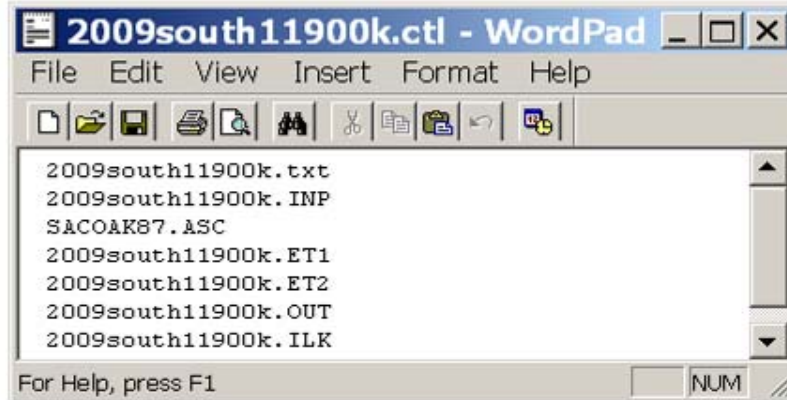 2009south11900k.ctl - WordPad
File Edit View Insert Format Help
2009south11900k.txt
2009south11900k.INP
SACOAK87.ASC
2009south11900k.ET1
2009south11900k.ET2
2009south11900k.OUT
2009south11900k.ILK
For Help, press F1 NUM